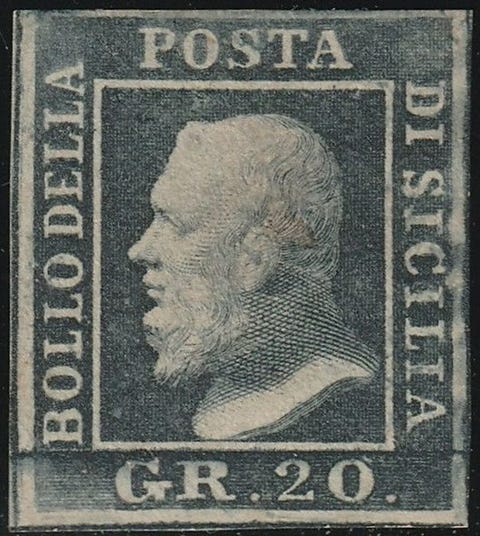 BOLLO DELLA
POSTA
DI SICILIA
GR.20.